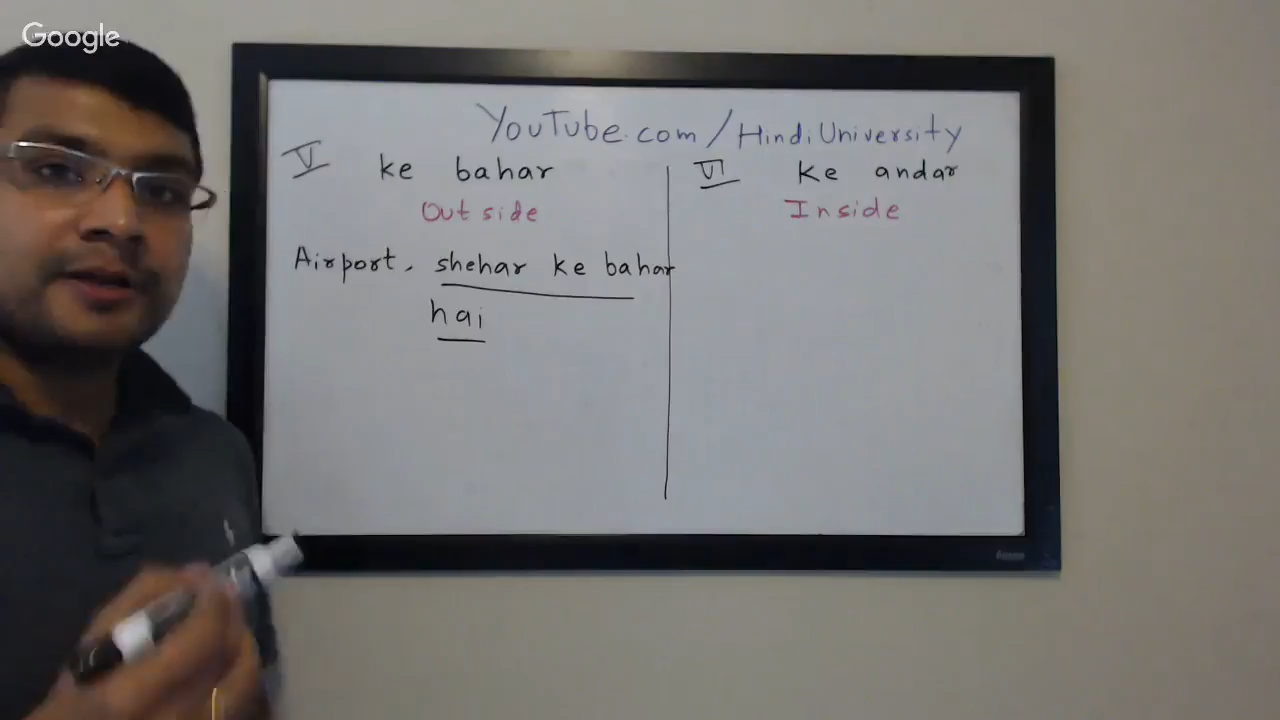 Google
YouTube.com/HindiUniversity
V ke bahar
Outside
Airport, shehar ke bahar
hai
VI ke andar
Inside